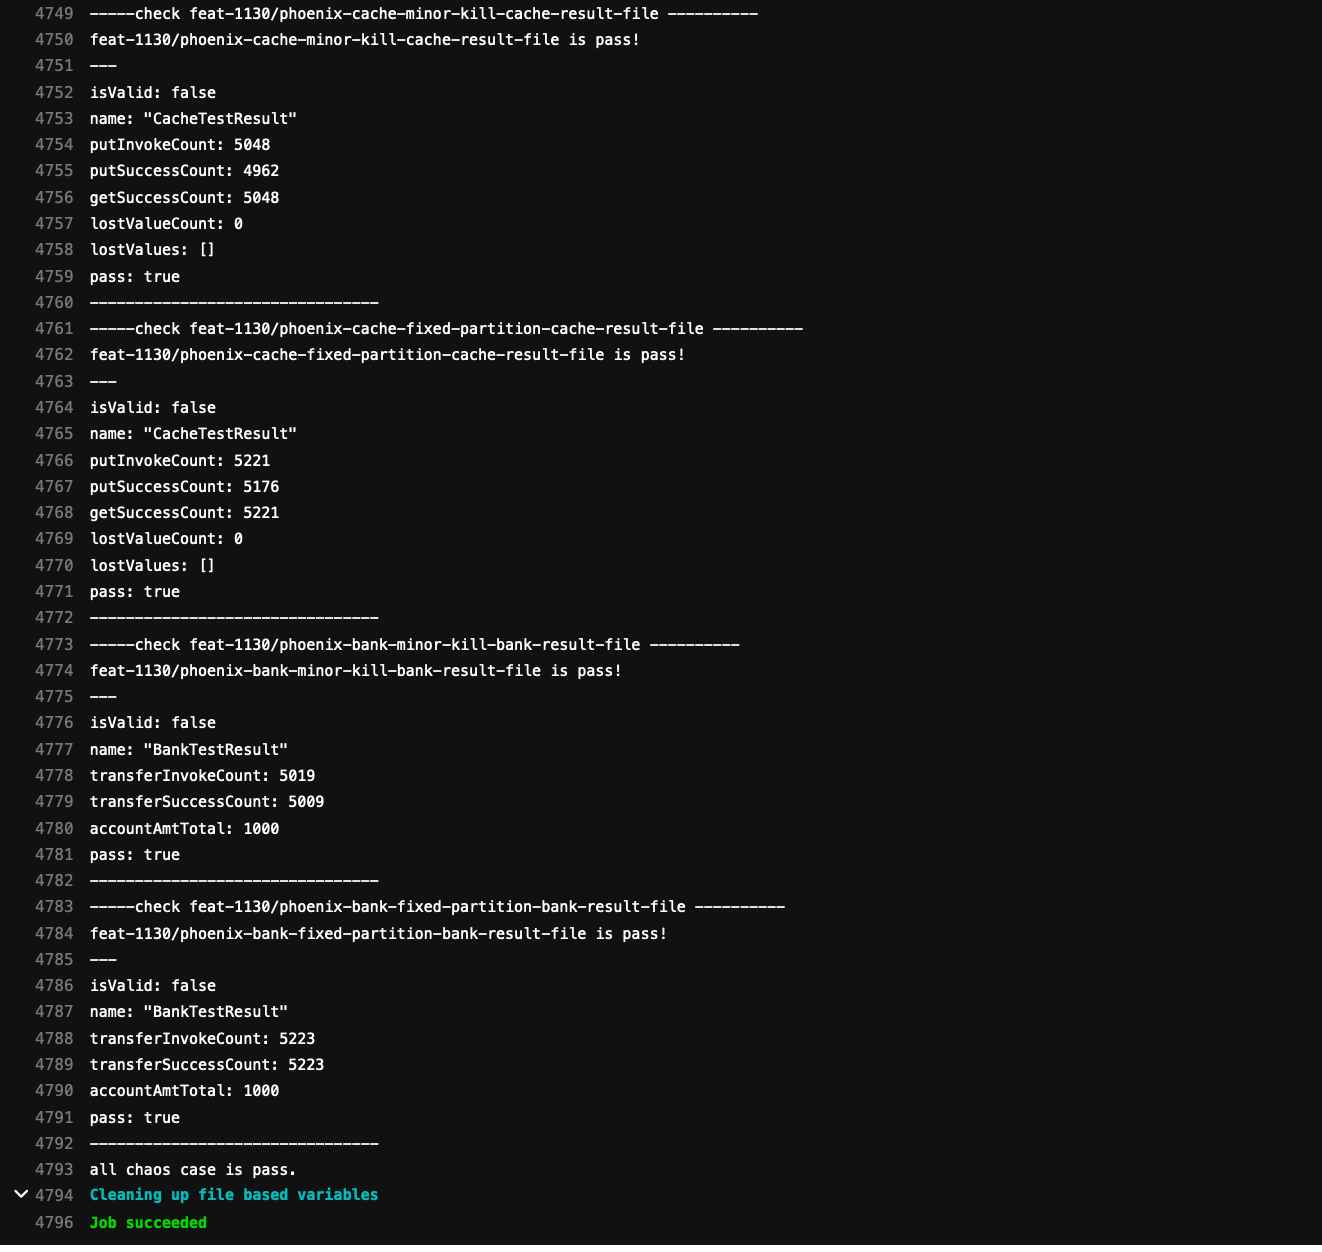 4749 -----check feat-1130/phoenix-cache-minor-kill-cache-result-file ----------
4750 feat-1130/phoenix-cache-minor-kill-cache-result-file is pass!
4751 ---
4752 isValid: false
4753 name: "CacheTestResult"
4754 putInvokeCount: 5048
4755 putSuccessCount: 4962
4756 getSuccessCount: 5048
4757 lostValueCount: 0
4758 lostValues: []
4759 pass: true
4760 --------------------------------
4761 -----check feat-1130/phoenix-cache-fixed-partition-cache-result-file ----------
4762 feat-1130/phoenix-cache-fixed-partition-cache-result-file is pass!
4763 ---
4764 isValid: false
4765 name: "CacheTestResult"
4766 putInvokeCount: 5221
4767 putSuccessCount: 5176
4768 getSuccessCount: 5221
4769 lostValueCount: 0
4770 lostValues: []
4771 pass: true
4772 --------------------------------
4773 -----check feat-1130/phoenix-bank-minor-kill-bank-result-file ----------
4774 feat-1130/phoenix-bank-minor-kill-bank-result-file is pass!
4775 ---
4776 isValid: false
4777 name: "BankTestResult"
4778 transferInvokeCount: 5019
4779 transferSuccessCount: 5009
4780 accountAmtTotal: 1000
4781 pass: true
4782 --------------------------------
4783 -----check feat-1130/phoenix-bank-fixed-partition-bank-result-file ----------
4784 feat-1130/phoenix-bank-fixed-partition-bank-result-file is pass!
4785 ---
4786 isValid: false
4787 name: "BankTestResult"
4788 transferInvokeCount: 5223
4789 transferSuccessCount: 5223
4790 accountAmtTotal: 1000
4791 pass: true
4792 --------------------------------
4793 all chaos case is pass.
4794 Cleaning up file based variables
4796 Job succeeded